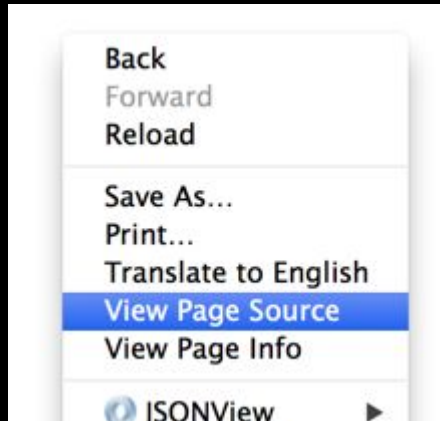 Back
Forward
Reload
Save As...
Print...
Translate to English
View Page Source
View Page Info
JSONView